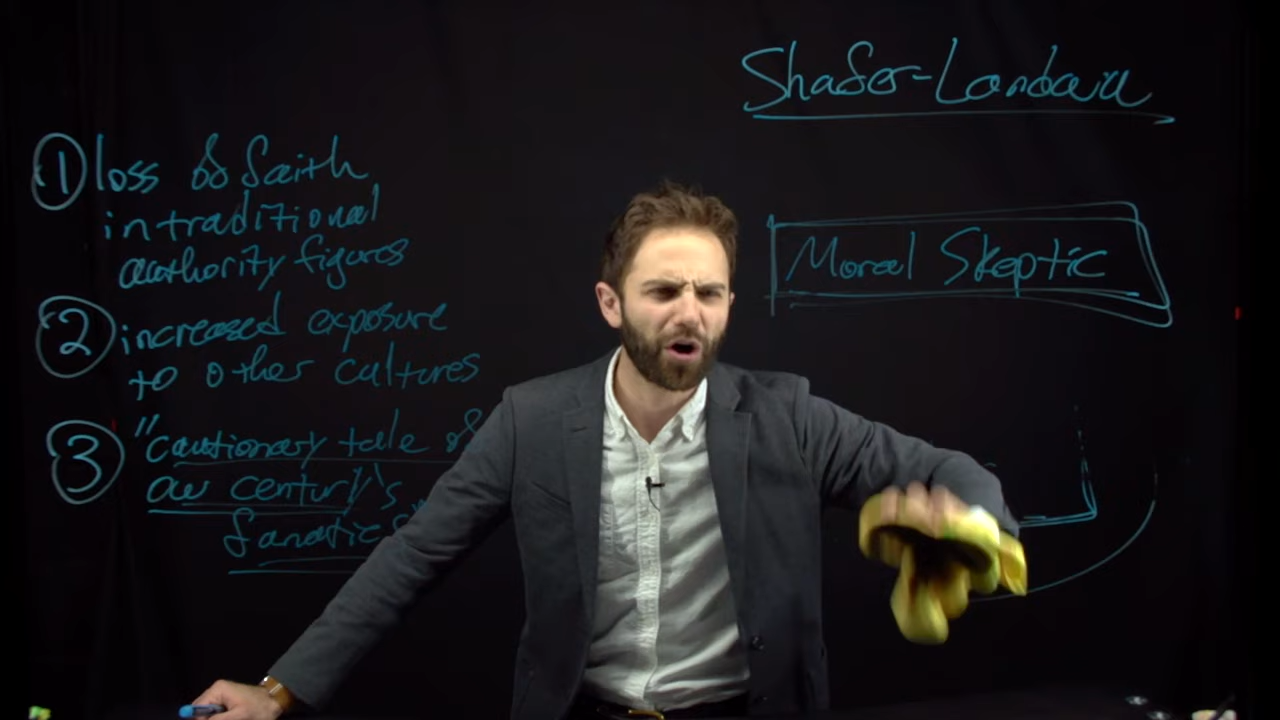 ① loss of faith
in traditional
authority figures
② increased exposure
to other cultures
③ "cautionary tale of
our century's
fanatics
Shafer-Landau
Moral Skeptic